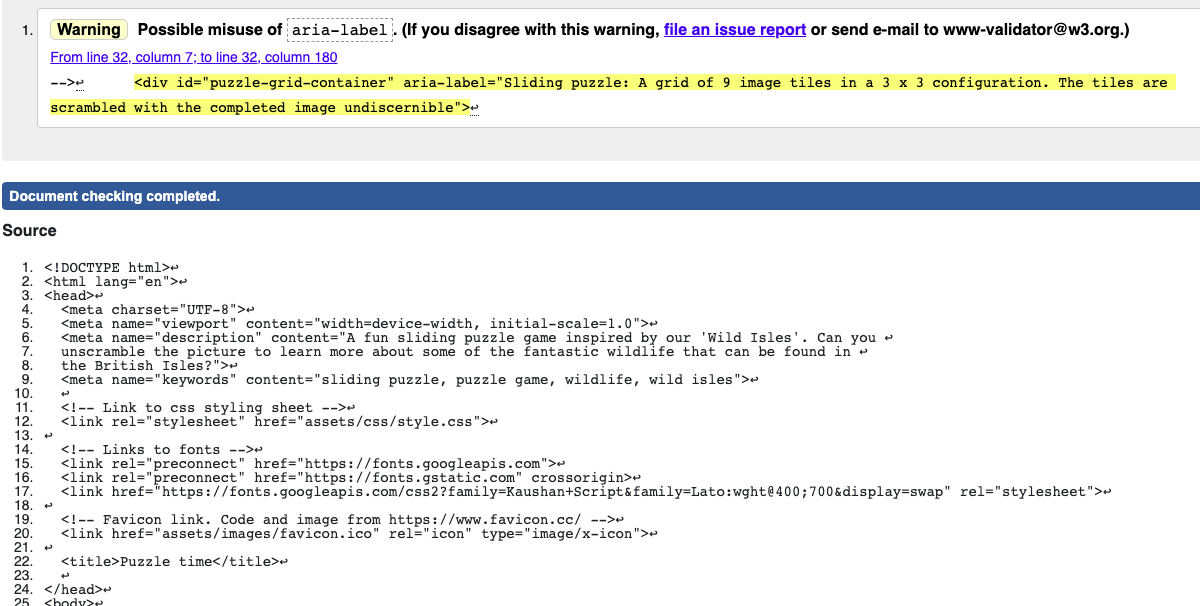 1. Warning Possible misuse of aria-label. (If you disagree with this warning, file an issue report or send e-mail to www-validator@w3.org.)
From line 32, column 7; to line 32, column 180
-->↩ <div id="puzzle-grid-container" aria-label="Sliding puzzle: A grid of 9 image tiles in a 3 x 3 configuration. The tiles are
scrambled with the completed image undiscernible">↩
Document checking completed.
Source
1. <!DOCTYPE html>↩
2. <html lang="en">↩
3. <head>↩
4. <meta charset="UTF-8">↩
5. <meta name="viewport" content="width=device-width, initial-scale=1.0">↩
6. <meta name="description" content="A fun sliding puzzle game inspired by our 'Wild Isles'. Can you ↩
7. unscramble the picture to learn more about some of the fantastic wildlife that can be found in ↩
8. the British Isles?">↩
9. <meta name="keywords" content="sliding puzzle, puzzle game, wildlife, wild isles">↩
10. ↩
11. <!-- Link to css styling sheet -->↩
12. <link rel="stylesheet" href="assets/css/style.css">↩
13. ↩
14. <!-- Links to fonts -->↩
15. <link rel="preconnect" href="https://fonts.googleapis.com">↩
16. <link rel="preconnect" href="https://fonts.gstatic.com" crossorigin>↩
17. <link href="https://fonts.googleapis.com/css2?family=Kaushan+Script&family=Lato:wght@400;700&display=swap" rel="stylesheet">↩
18. ↩
19. <!-- Favicon link. Code and image from https://www.favicon.cc/ -->↩
20. <link href="assets/images/favicon.ico" rel="icon" type="image/x-icon">↩
21. ↩
22. <title>Puzzle time</title>↩
23. ↩
24. </head>↩
25. <body>↩